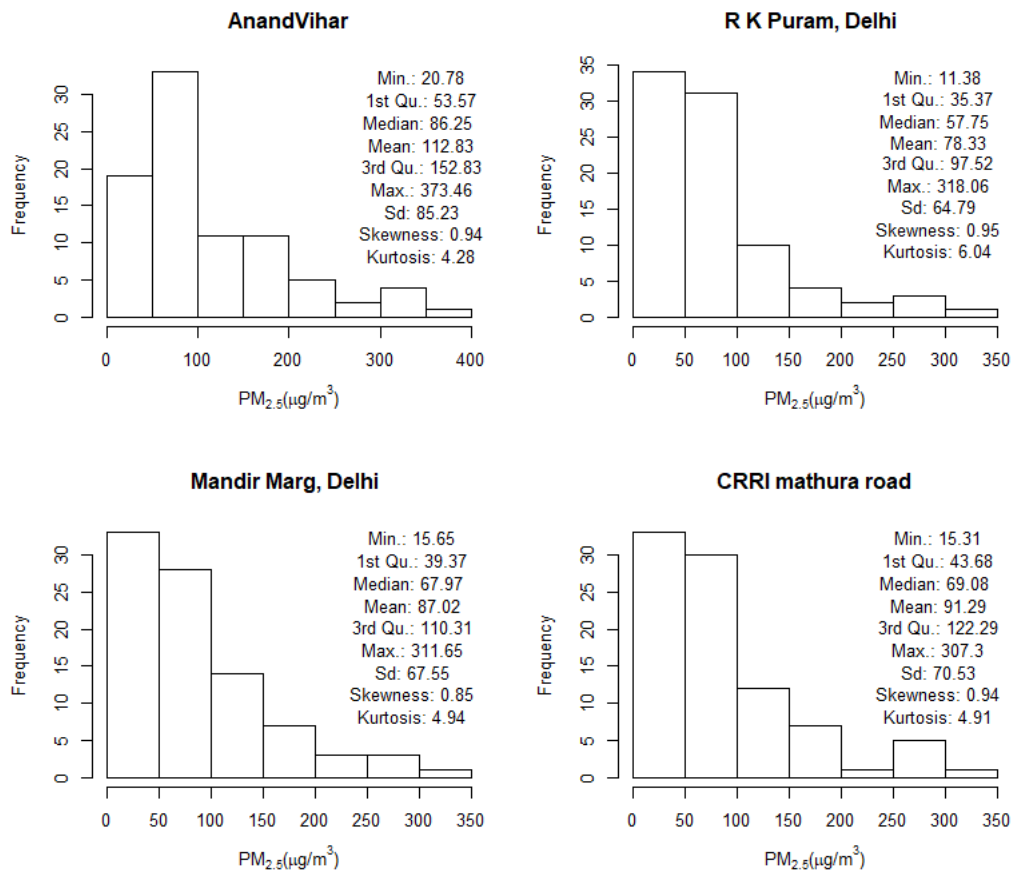 AnandVihar
Min.: 20.78
1st Qu.: 53.57
Median: 86.25
Mean: 112.83
3rd Qu.: 152.83
Max.: 373.46
Sd: 85.23
Skewness: 0.94
Kurtosis: 4.28
Frequency
0 5 10 15 20 25 30
0 100 200 300 400
PM2.5(μg/m³)
R K Puram, Delhi
Min.: 11.38
1st Qu.: 35.37
Median: 57.75
Mean: 78.33
3rd Qu.: 97.52
Max.: 318.06
Sd: 64.79
Skewness: 0.95
Kurtosis: 6.04
Frequency
0 5 10 15 20 25 30 35
0 50 100 150 200 250 300 350
PM2.5(μg/m³)
Mandir Marg, Delhi
Min.: 15.65
1st Qu.: 39.37
Median: 67.97
Mean: 87.02
3rd Qu.: 110.31
Max.: 311.65
Sd: 67.55
Skewness: 0.85
Kurtosis: 4.94
Frequency
0 5 10 15 20 25 30
0 50 100 150 200 250 300 350
PM2.5(μg/m³)
CRRI mathura road
Min.: 15.31
1st Qu.: 43.68
Median: 69.08
Mean: 91.29
3rd Qu.: 122.29
Max.: 307.3
Sd: 70.53
Skewness: 0.94
Kurtosis: 4.91
Frequency
0 5 10 15 20 25 30
0 50 100 150 200 250 300 350
PM2.5(μg/m³)